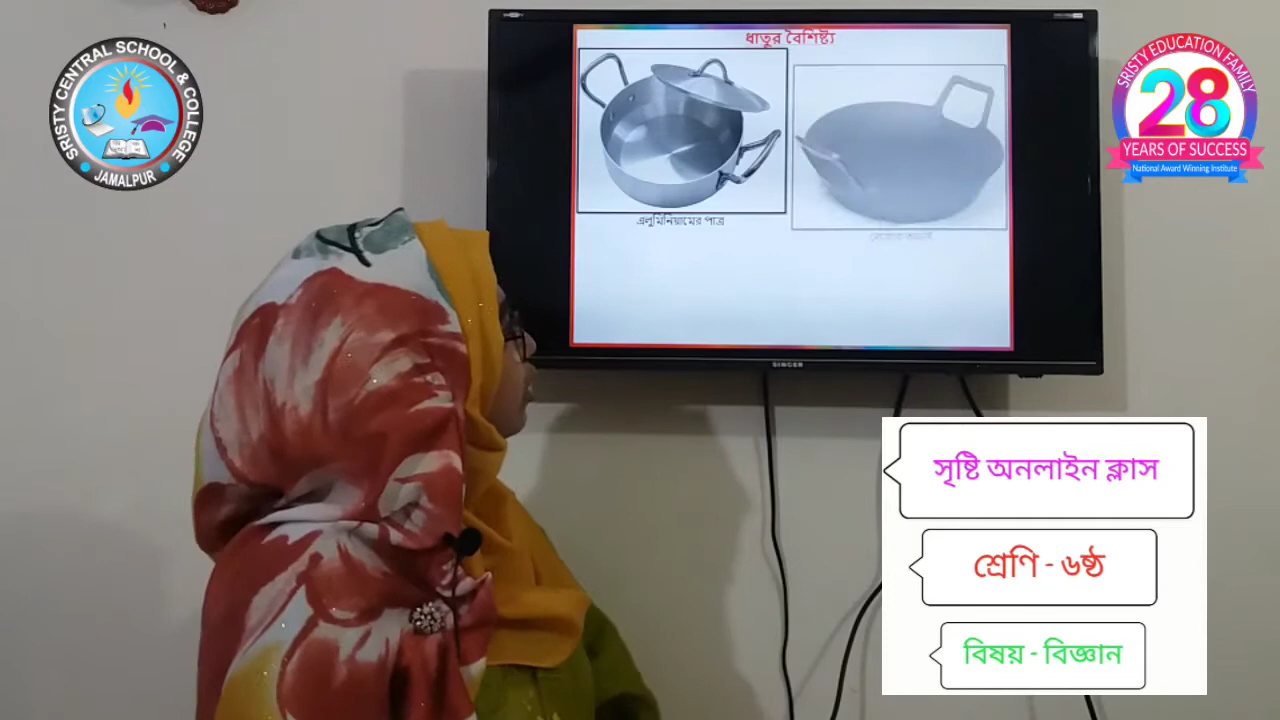 SRISTY CENTRAL SCHOOL & COLLEGE
JAMALPUR
ধাতুর বৈশিষ্ট্য
এলুমিনিয়ামের পাত্র
SINGER
SRISTY EDUCATION FAMILY
28
YEARS OF SUCCESS
National Award Winning Institute
সৃষ্টি অনলাইন ক্লাস
শ্রেণি - ৬ষ্ঠ
বিষয় - বিজ্ঞান